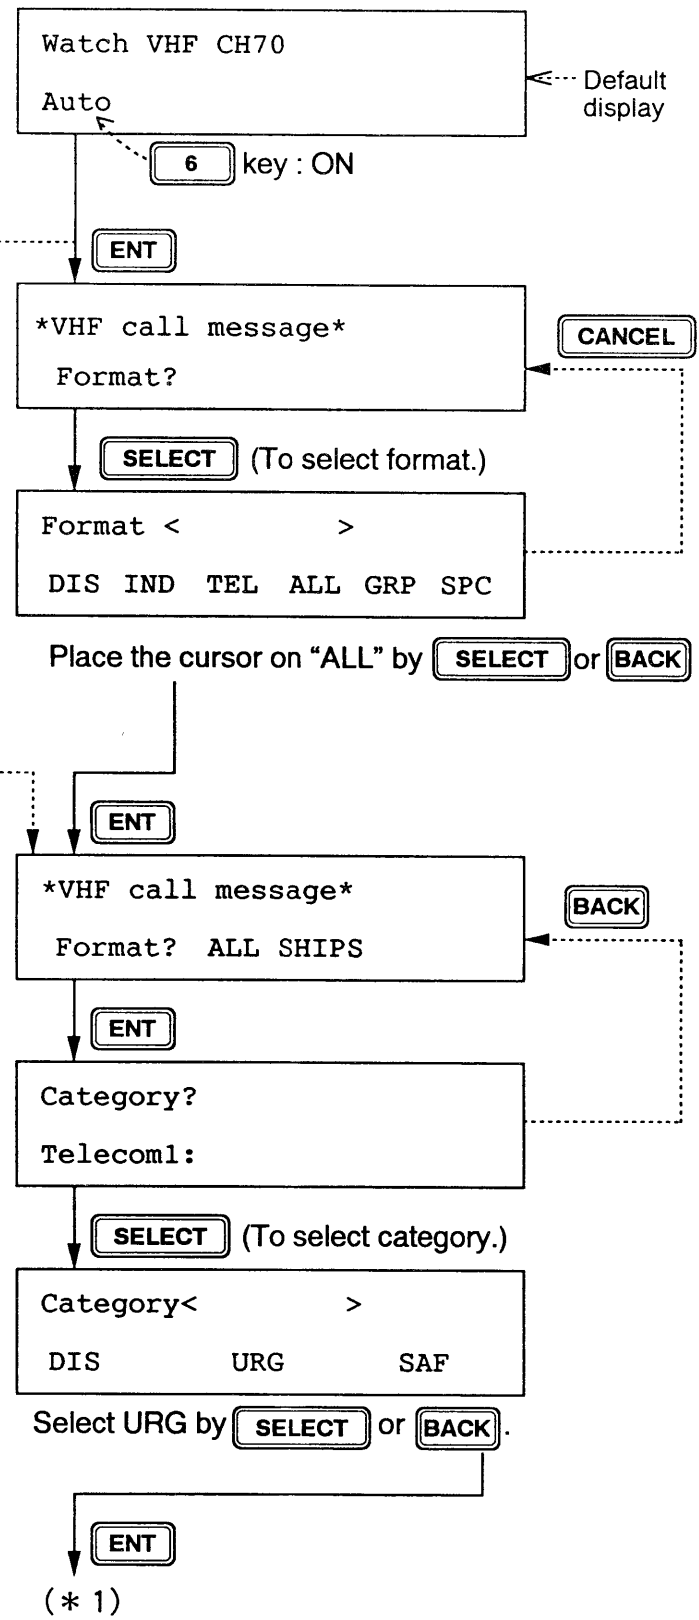 Watch VHF CH70
Auto
Default
display
6 key : ON
ENT
*VHF call message*
Format?
CANCEL
SELECT (To select format.)
Format < >
DIS IND TEL ALL GRP SPC
Place the cursor on “ALL” by SELECT or BACK
ENT
*VHF call message*
Format? ALL SHIPS
BACK
ENT
Category?
Telecom1:
SELECT (To select category.)
Category< >
DIS URG SAF
Select URG by SELECT or BACK.
ENT
(* 1)